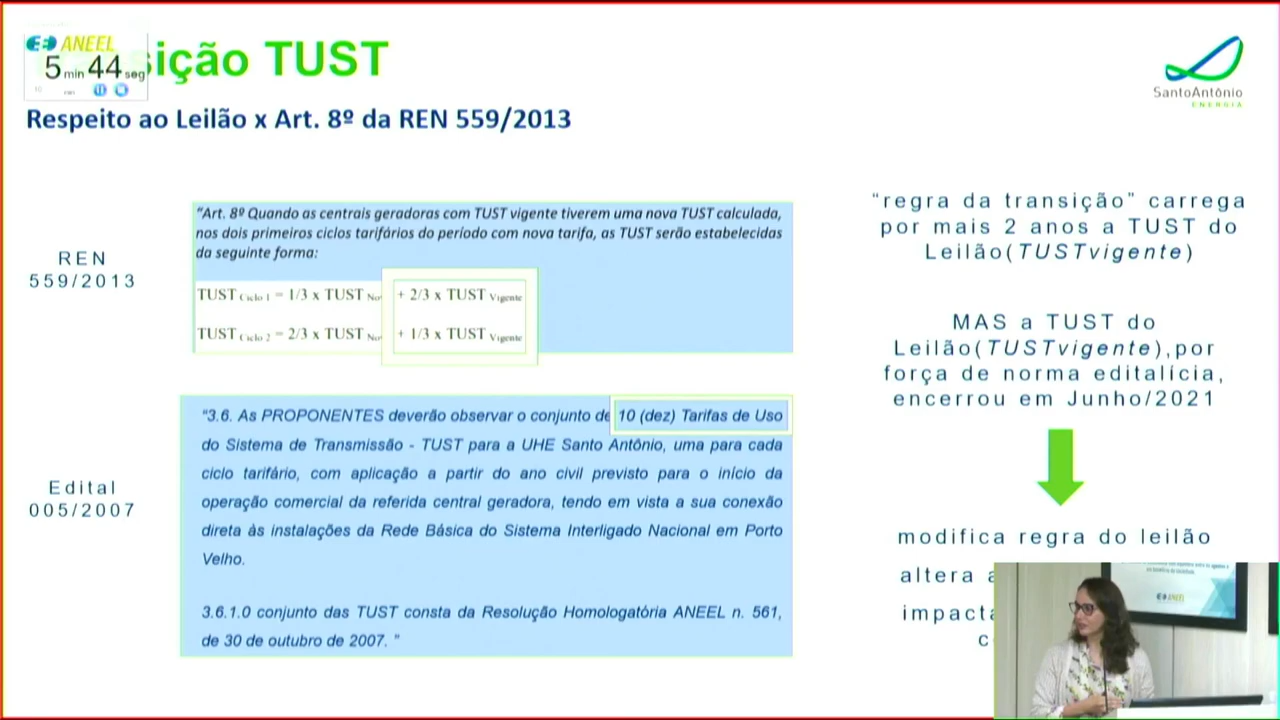 ANEEL
5 min 44 seg
sição TUST
SantoAntônio
ENERGIA
Respeito ao Leilão x Art. 8º da REN 559/2013
REN
559/2013
"Art. 8º Quando as centrais geradoras com TUST vigente tiverem uma nova TUST calculada,
nos dois primeiros ciclos tarifários do período com nova tarifa, as TUST serão estabelecidas
da seguinte forma:
TUST Ciclo 1 = 1/3 x TUST No + 2/3 x TUST Vigente
TUST Ciclo 2 = 2/3 x TUST No + 1/3 x TUST Vigente
Edital
005/2007
"3.6. As PROPONENTES deverão observar o conjunto de 10 (dez) Tarifas de Uso
do Sistema de Transmissão - TUST para a UHE Santo Antônio, uma para cada
ciclo tarifário, com aplicação a partir do ano civil previsto para o início da
operação comercial da referida central geradora, tendo em vista a sua conexão
direta às instalações da Rede Básica do Sistema Interligado Nacional em Porto
Velho.
3.6.1.0 conjunto das TUST consta da Resolução Homologatória ANEEL n. 561,
de 30 de outubro de 2007. "
"regra da transição" carrega
por mais 2 anos a TUST do
Leilão(TUSTvigente)
MAS a TUST do
Leilão(TUSTvigente),por
força de norma editalícia,
encerrou em Junho/2021
modifica regra do leilão
altera a
impacta
c
ANEEL